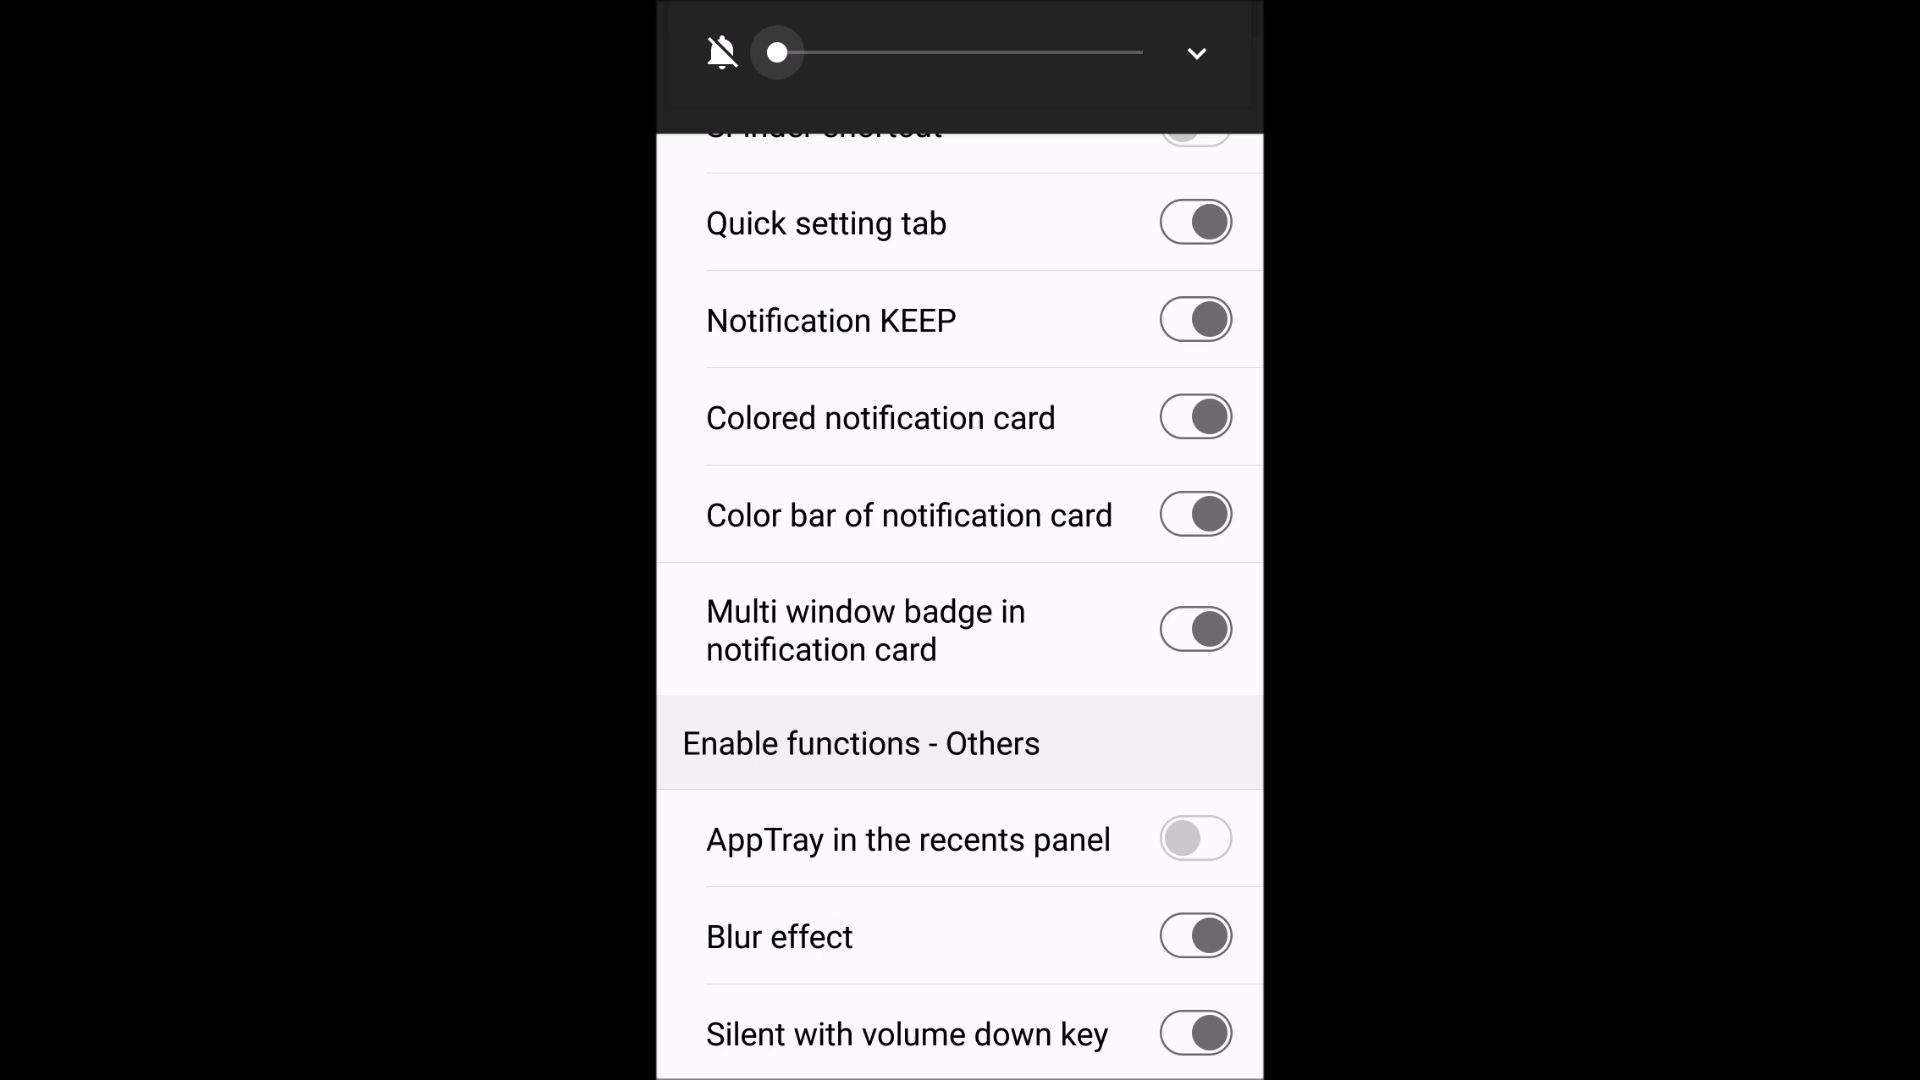 shortcut
Quick setting tab
Notification KEEP
Colored notification card
Color bar of notification card
Multi window badge in
notification card
Enable functions - Others
AppTray in the recents panel
Blur effect
Silent with volume down key